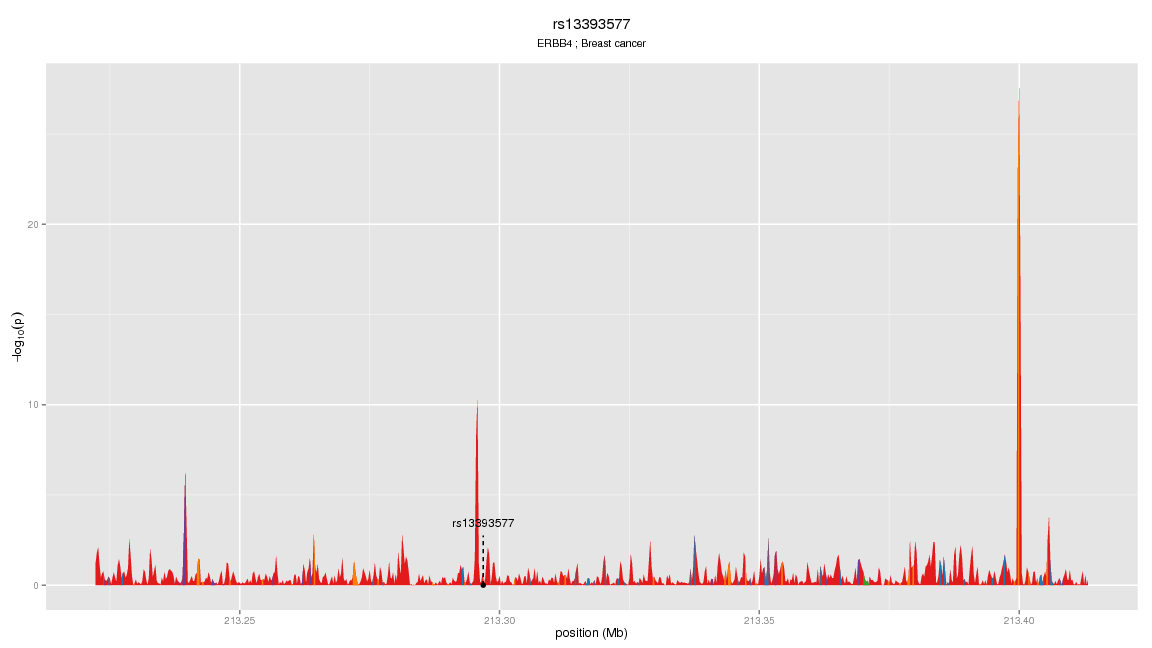 rs13393577
ERBB4 ; Breast cancer
−log10(p)
20
10
0
rs13393577
213.25 213.30 213.35 213.40
position (Mb)